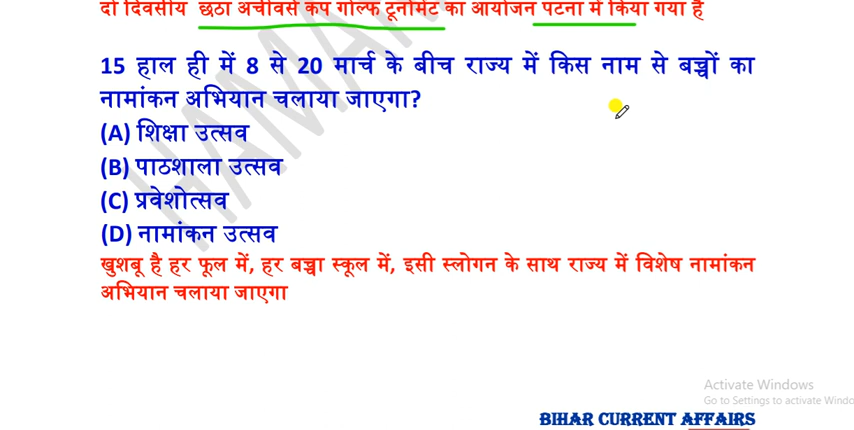 दो दिवसीय छठा अचीवर्स कप गोल्फ टूर्नामेंट का आयोजन पटना में किया गया है
15 हाल ही में 8 से 20 मार्च के बीच राज्य में किस नाम से बच्चों का
नामांकन अभियान चलाया जाएगा?
(A) शिक्षा उत्सव
(B) पाठशाला उत्सव
(C) प्रवेशोत्सव
(D) नामांकन उत्सव
खुशबू है हर फूल में, हर बच्चा स्कूल में, इसी स्लोगन के साथ राज्य में विशेष नामांकन
अभियान चलाया जाएगा
Activate Windows
Go to Settings to activate Windo
BIHAR CURRENT AFFAIRS